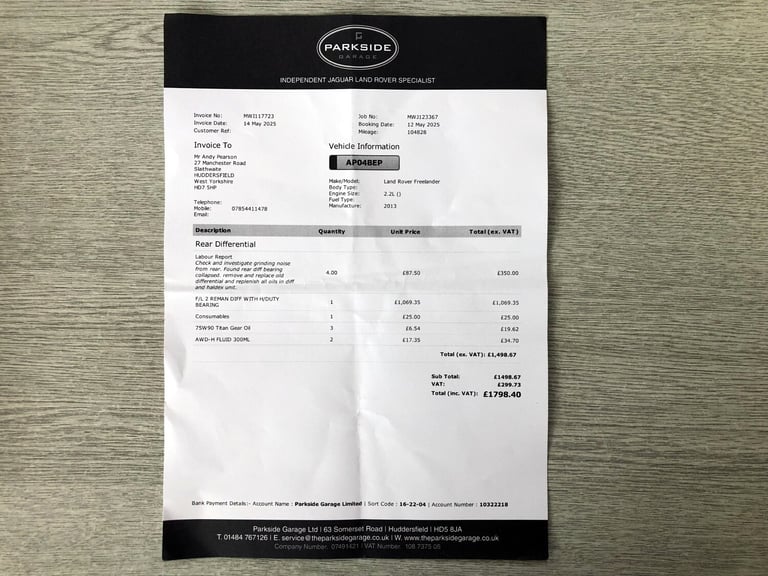 PARKSIDE
GARAGE
INDEPENDENT JAGUAR LAND ROVER SPECIALIST
Invoice No: MWI117723
Invoice Date: 14 May 2025
Customer Ref:
Job No: MWJ123367
Booking Date: 12 May 2025
Mileage: 104828
Invoice To
Mr Andy Pearson
27 Manchester Road
Slathwaite
HUDDERSFIELD
West Yorkshire
HD7 5HP
Telephone:
Mobile: 07854411478
Email:
Vehicle Information
AP04BEP
Make/Model: Land Rover Freelander
Body Type:
Engine Size: 2.2L ()
Fuel Type:
Manufacture: 2013
Description Quantity Unit Price Total (ex. VAT)
Rear Differential
Labour Report
Check and investigate grinding noise
from rear. Found rear diff bearing
collapsed. remove and replace old
differential and replenish all oils in diff
and haldex unit.
4.00 £87.50 £350.00
F/L 2 REMAN DIFF WITH H/DUTY
BEARING
1 £1,069.35 £1,069.35
Consumables 1 £25.00 £25.00
75W90 Titan Gear Oil 3 £6.54 £19.62
AWD-H FLUID 300ML 2 £17.35 £34.70
Total (ex. VAT): £1,498.67
Sub Total: £1498.67
VAT: £299.73
Total (inc. VAT): £1798.40
Bank Payment Details:- Account Name : Parkside Garage Limited | Sort Code : 16-22-04 | Account Number : 10322218
Parkside Garage Ltd | 63 Somerset Road | Huddersfield | HD5 8JA
T. 01484 767126 | E. service@theparksidegarage.co.uk | W. www.theparksidegarage.co.uk
Company Number. 07491421 / VAT Number. 108 7375 05